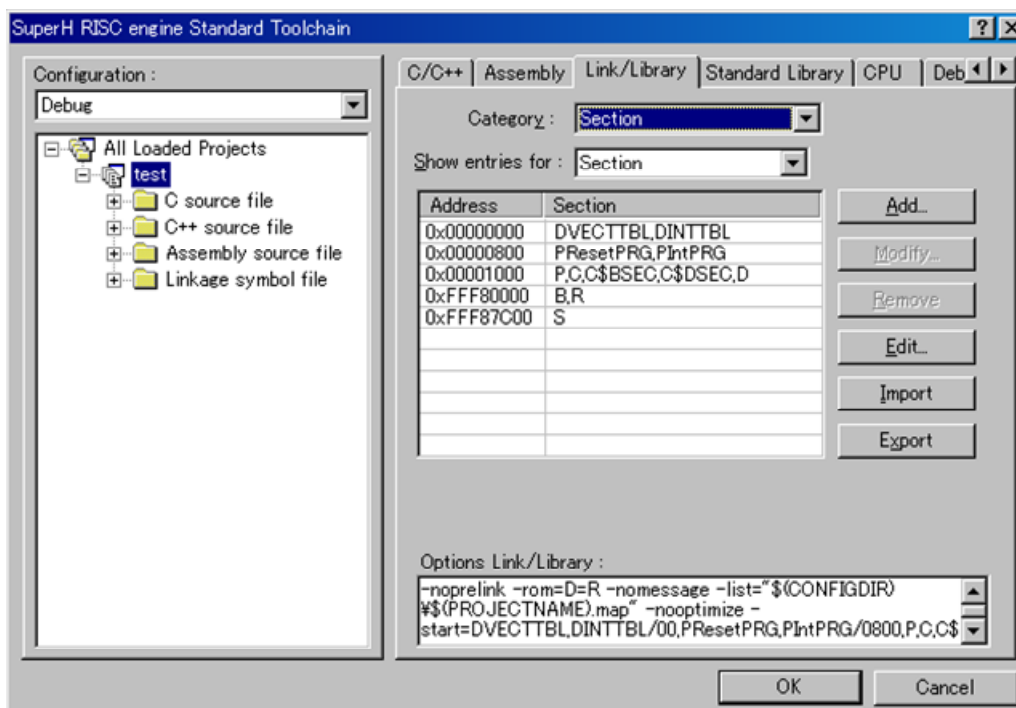 SuperH RISC engine Standard Toolchain
Configuration :
Debug
All Loaded Projects
test
C source file
C++ source file
Assembly source file
Linkage symbol file
C/C++ Assembly Link/Library Standard Library CPU Deb
Category : Section
Show entries for : Section
Address Section
0x00000000 DVECTTBL,DINTTBL
0x00000800 PResetPRG,PIntPRG
0x00001000 P,C,C$BSEC,C$DSEC,D
0xFFF80000 B,R
0xFFF87C00 S
Add...
Modify...
Remove
Edit...
Import
Export
Options Link/Library :
-noprelink -rom=D=R -nomessage -list="$(CONFIGDIR)
¥$(PROJECTNAME).map" -nooptimize -
start=DVECTTBL,DINTTBL/00,PResetPRG,PIntPRG/0800,P,C,C$
OK Cancel